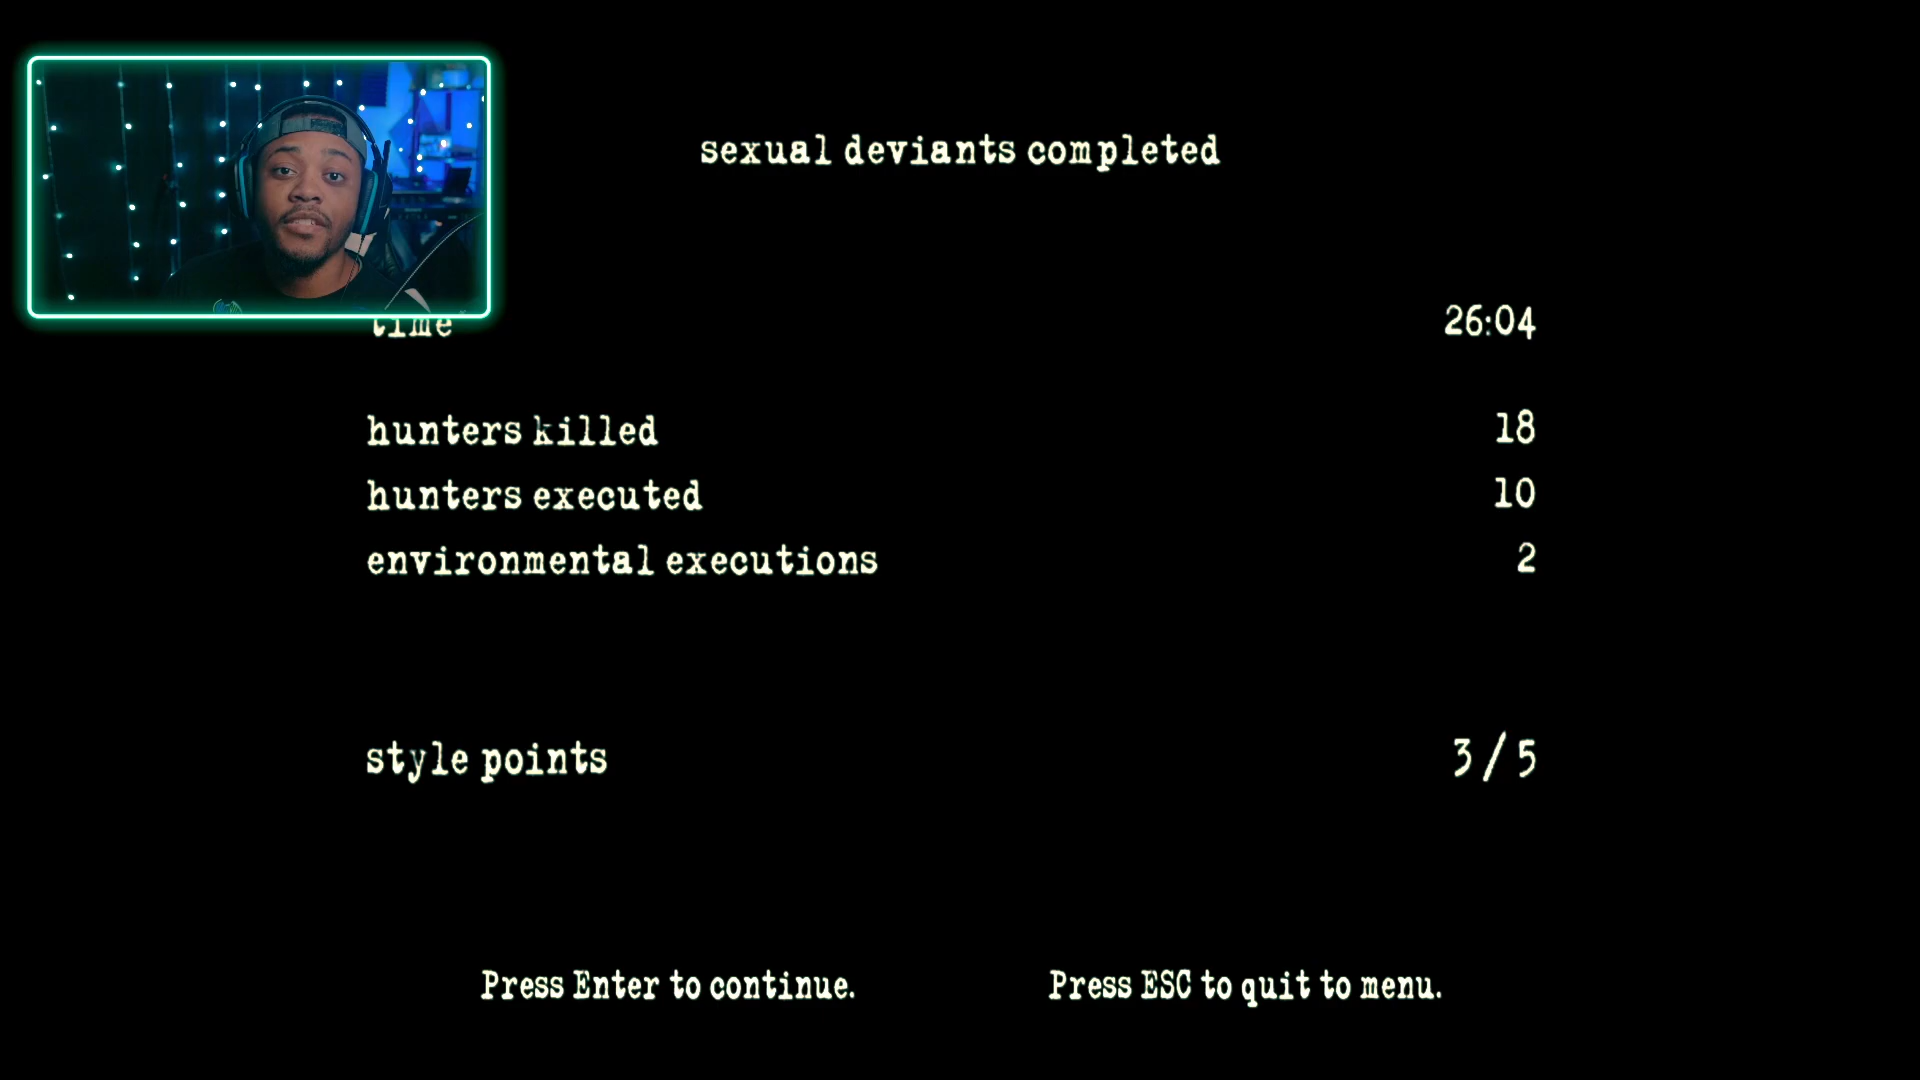 sexual deviants completed
time 26:04
hunters killed 18
hunters executed 10
environmental executions 2
style points 3/5
Press Enter to continue. Press ESC to quit to menu.